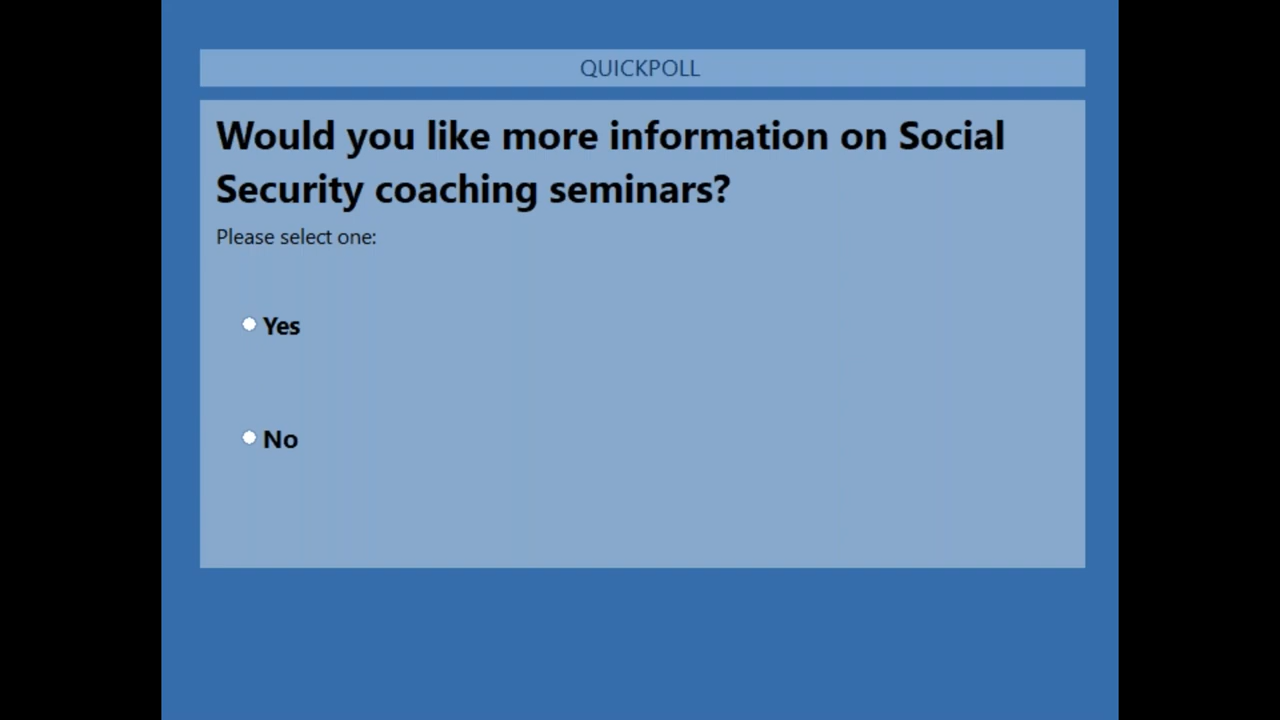 QUICKPOLL
Would you like more information on Social
Security coaching seminars?
Please select one:
Yes
No